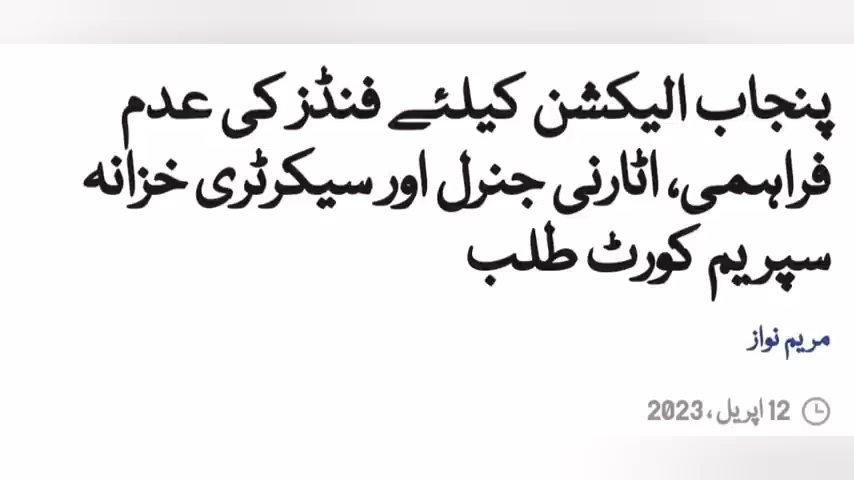 پنجاب الیکشن کیلئے فنڈز کی عدم
فراہمی، اٹارنی جنرل اور سیکرٹری خزانہ
سپریم کورٹ طلب
مریم نواز
12 اپریل، 2023